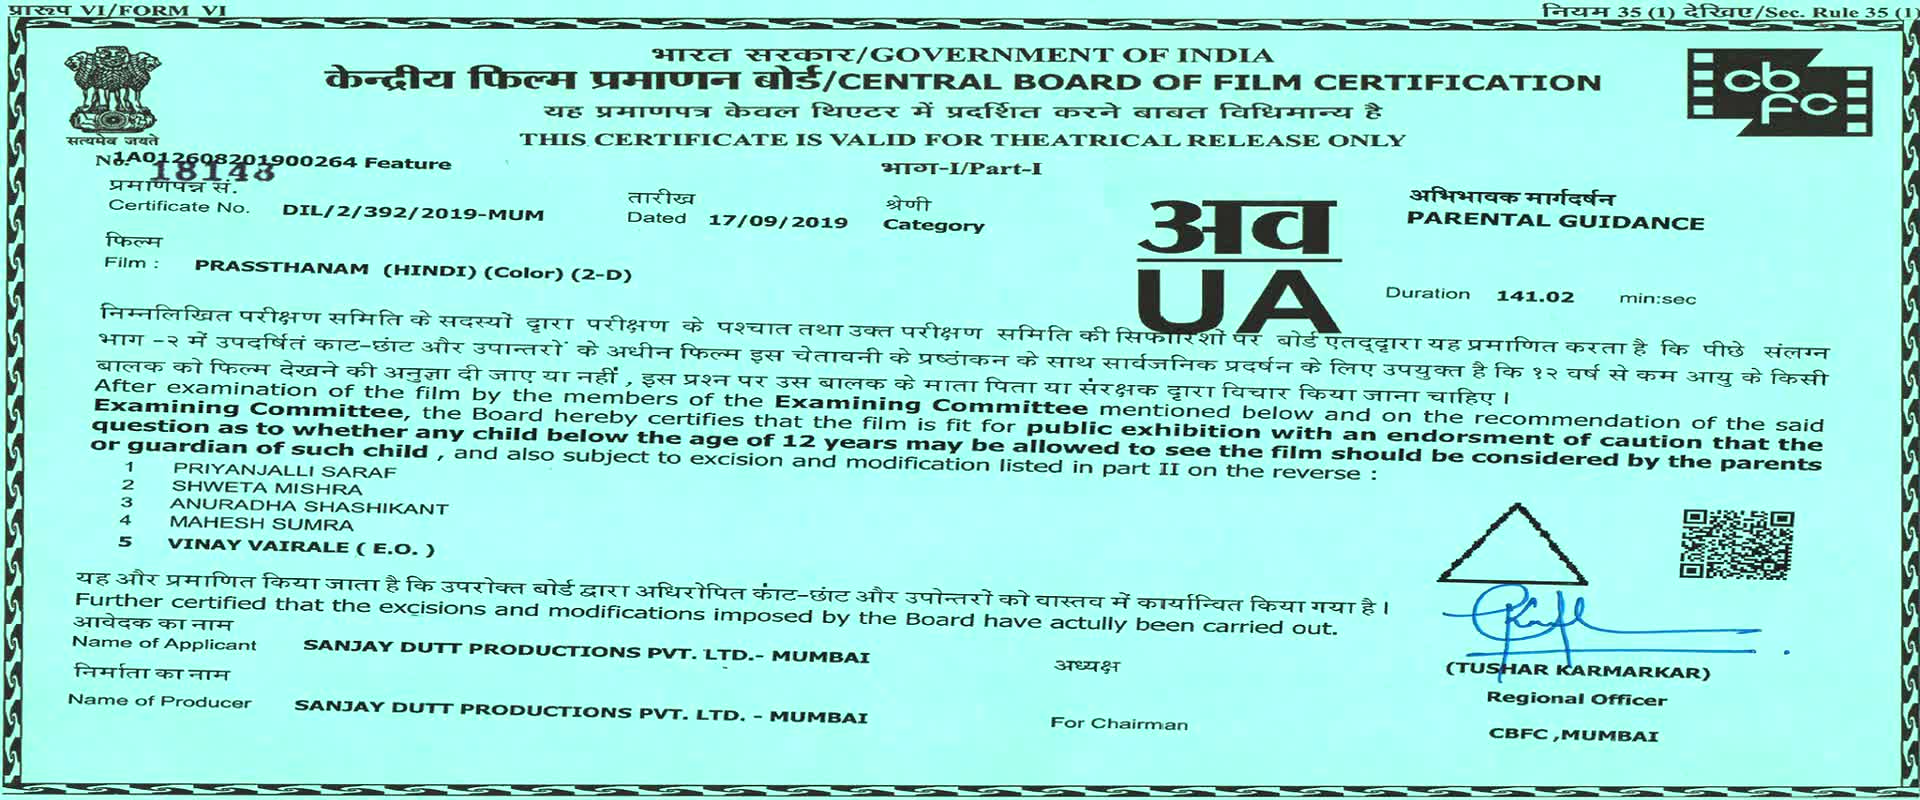 प्रारूप VI/FORM VI
नियम 35 (1) देखिए/Sec. Rule 35 (1)
भारत सरकार/GOVERNMENT OF INDIA
केन्द्रीय फिल्म प्रमाणन बोर्ड/CENTRAL BOARD OF FILM CERTIFICATION
cb
fc
यह प्रमाणपत्र केवल थिएटर में प्रदर्शित करने बाबत विधिमान्य है
THIS CERTIFICATE IS VALID FOR THEATRICAL RELEASE ONLY
सत्यमेव जयते
No. 1A012608201900264 Feature
18148
भाग-I/Part-I
प्रमाणपत्र सं.
Certificate No. DIL/2/392/2019-MUM
तारीख
Dated 17/09/2019
श्रेणी
Category
अव
UA
अभिभावक मार्गदर्शन
PARENTAL GUIDANCE
फिल्म
Film : PRASSTHANAM (HINDI) (Color) (2-D)
Duration 141.02 min:sec
निम्नलिखित परीक्षण समिति के सदस्यों द्वारा परीक्षण के पश्चात तथा उक्त परीक्षण समिति की सिफारिशों पर बोर्ड एतद्द्वारा यह प्रमाणित करता है कि पीछे संलग्न
भाग -२ में उपदर्षितं काट-छांट और उपान्तरों के अधीन फिल्म इस चेतावनी के प्रष्ठांकन के साथ सार्वजनिक प्रदर्षन के लिए उपयुक्त है कि १२ वर्ष से कम आयु के किसी
बालक को फिल्म देखने की अनुज्ञा दी जाए या नहीं , इस प्रश्न पर उस बालक के माता पिता या संरक्षक द्वारा विचार किया जाना चाहिए ।
After examination of the film by the members of the Examining Committee mentioned below and on the recommendation of the said
Examining Committee, the Board hereby certifies that the film is fit for public exhibition with an endorsment of caution that the
question as to whether any child below the age of 12 years may be allowed to see the film should be considered by the parents
or guardian of such child , and also subject to excision and modification listed in part II on the reverse :
1 PRIYANJALLI SARAF
2 SHWETA MISHRA
3 ANURADHA SHASHIKANT
4 MAHESH SUMRA
5 VINAY VAIRALE ( E.O. )
यह और प्रमाणित किया जाता है कि उपरोक्त बोर्ड द्वारा अधिरोपित कांट-छांट और उपोन्तरों को वास्तव में कार्यान्वित किया गया है ।
Further certified that the excisions and modifications imposed by the Board have actully been carried out.
आवेदक का नाम
Name of Applicant SANJAY DUTT PRODUCTIONS PVT. LTD.- MUMBAI
अध्यक्ष
(TUSHAR KARMARKAR)
निर्माता का नाम
Name of Producer SANJAY DUTT PRODUCTIONS PVT. LTD. - MUMBAI
For Chairman
Regional Officer
CBFC ,MUMBAI